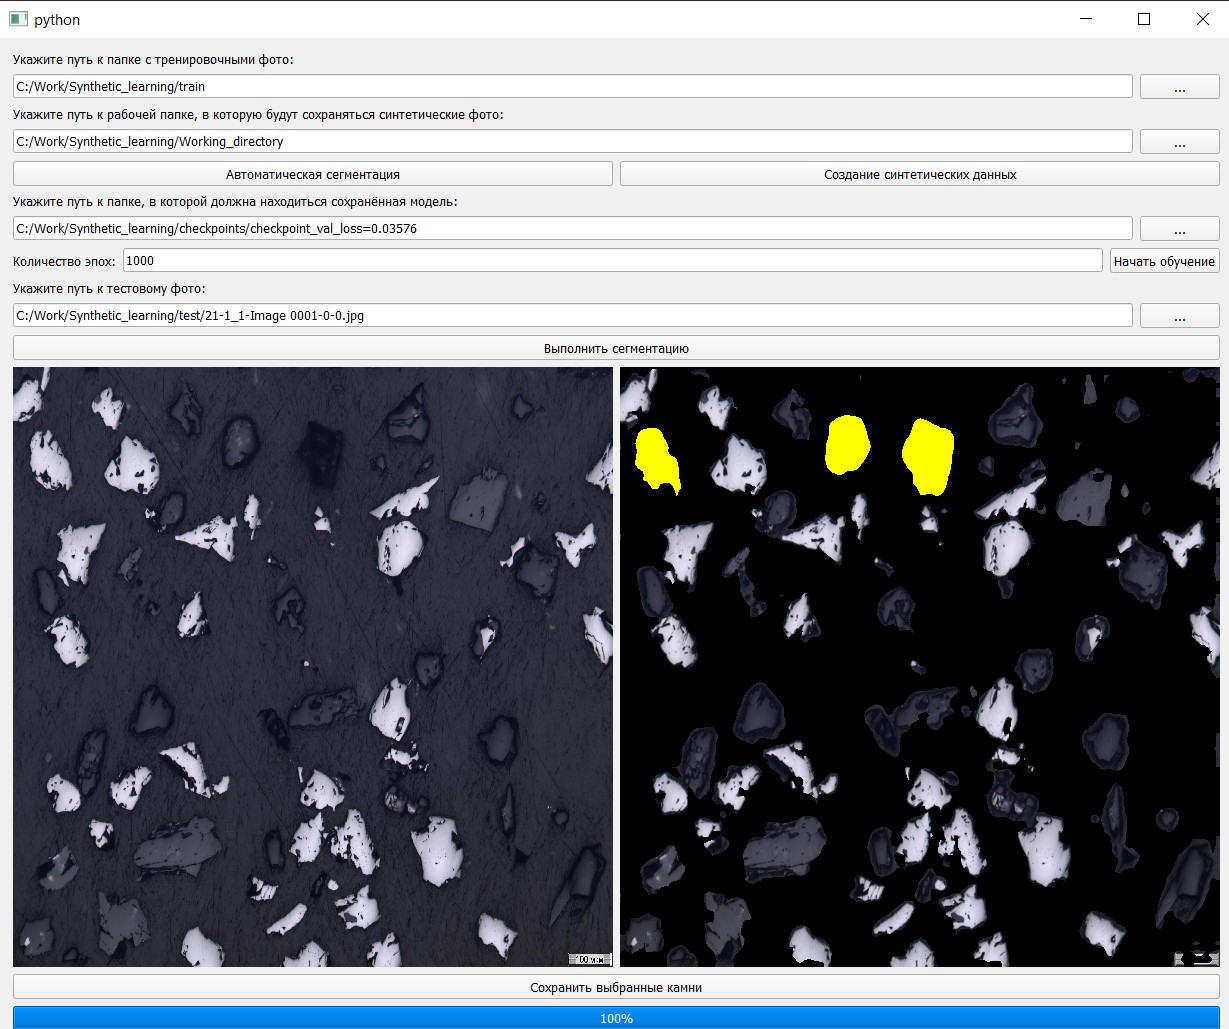 python
Укажите путь к папке с тренировочными фото:
C:/Work/Synthetic_learning/train
...
Укажите путь к рабочей папке, в которую будут сохраняться синтетические фото:
C:/Work/Synthetic_learning/Working_directory
...
Автоматическая сегментация
Создание синтетических данных
Укажите путь к папке, в которой должна находиться сохранённая модель:
C:/Work/Synthetic_learning/checkpoints/checkpoint_val_loss=0.03576
...
Количество эпох:
1000
Начать обучение
Укажите путь к тестовому фото:
C:/Work/Synthetic_learning/test/21-1_1-Image 0001-0-0.jpg
...
Выполнить сегментацию
100 мкм
Сохранить выбранные камни
100%